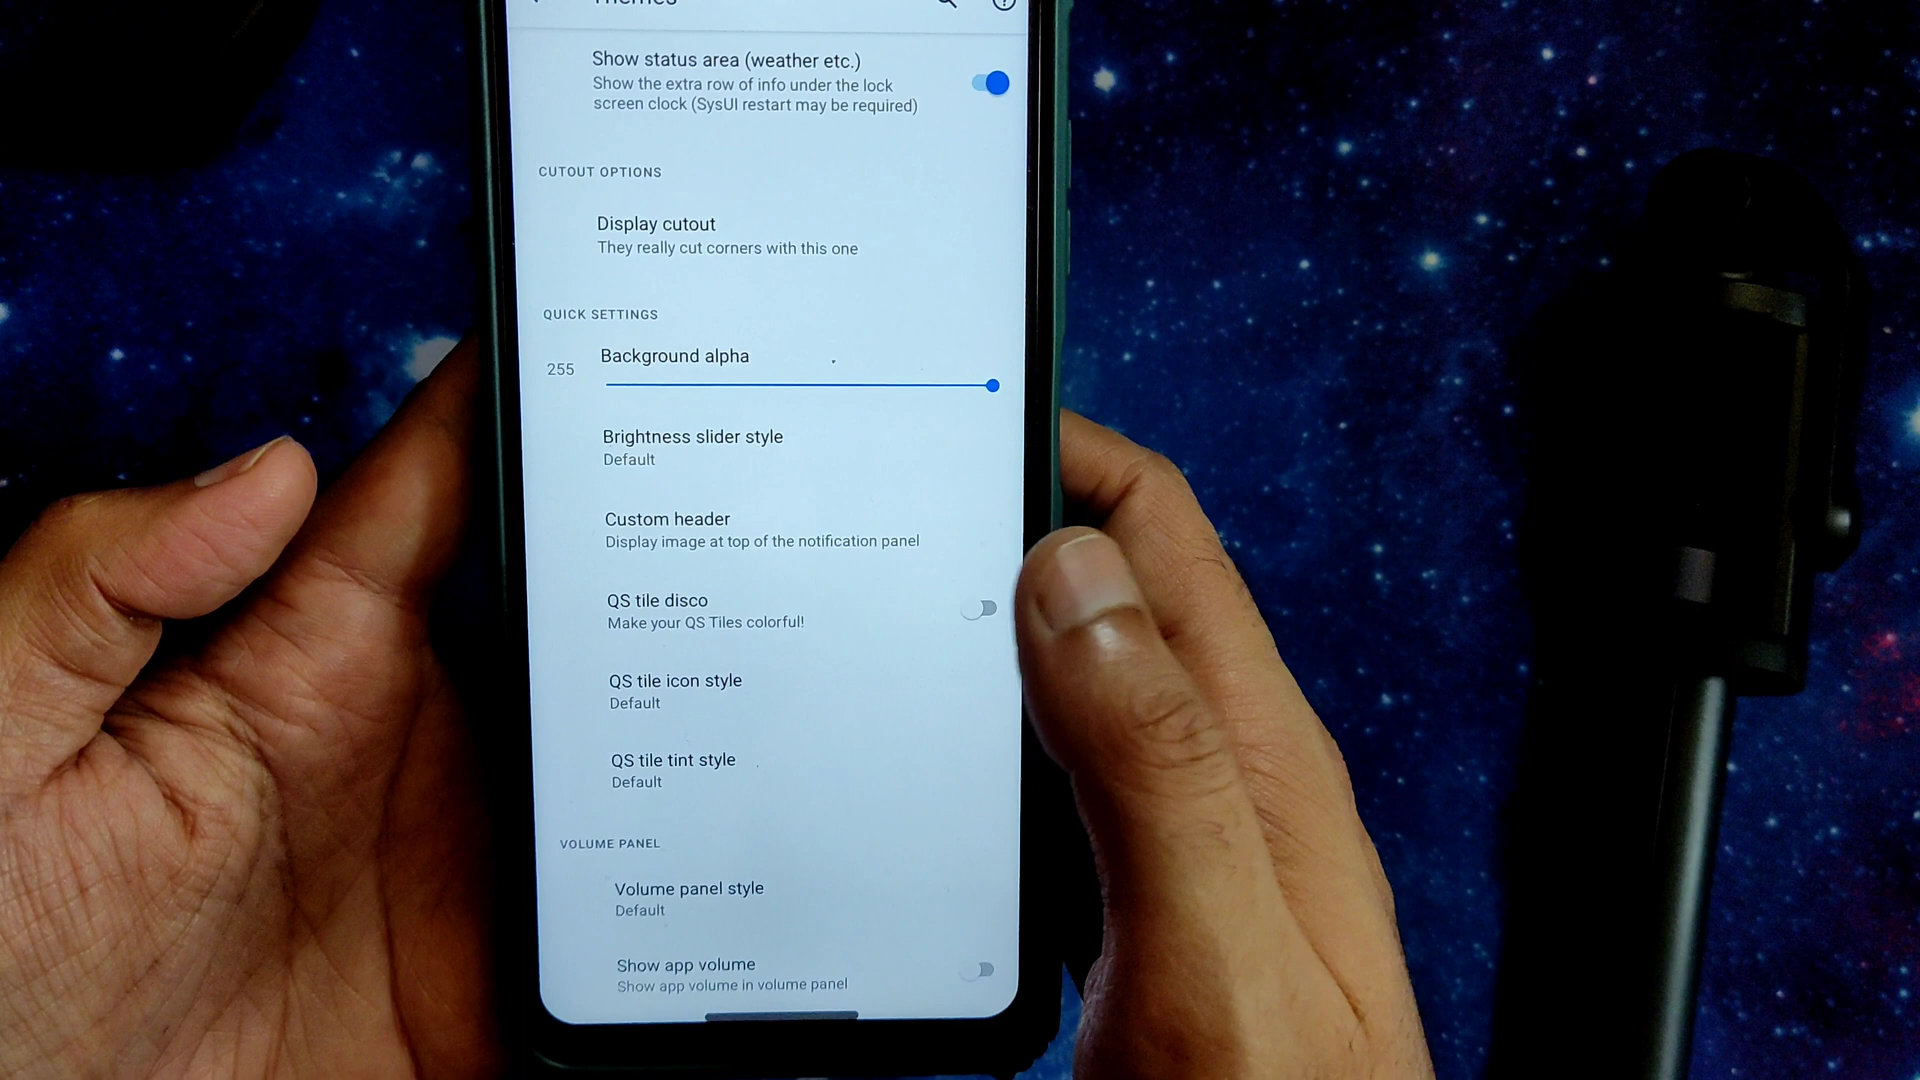 Themes
Show status area (weather etc.)
Show the extra row of info under the lock
screen clock (SysUI restart may be required)
CUTOUT OPTIONS
Display cutout
They really cut corners with this one
QUICK SETTINGS
255
Background alpha
Brightness slider style
Default
Custom header
Display image at top of the notification panel
QS tile disco
Make your QS Tiles colorful!
QS tile icon style
Default
QS tile tint style
Default
VOLUME PANEL
Volume panel style
Default
Show app volume
Show app volume in volume panel